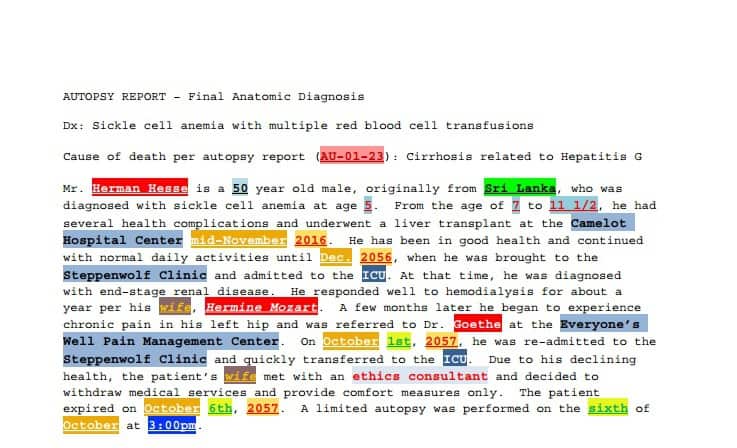 AUTOPSY REPORT – Final Anatomic Diagnosis
Dx: Sickle cell anemia with multiple red blood cell transfusions
Cause of death per autopsy report (AU-01-23): Cirrhosis related to Hepatitis G
Mr. Herman Hesse is a 50 year old male, originally from Sri Lanka, who was
diagnosed with sickle cell anemia at age 5. From the age of 7 to 11 1/2, he had
several health complications and underwent a liver transplant at the Camelot
Hospital Center mid-November 2016. He has been in good health and continued
with normal daily activities until Dec. 2056, when he was brought to the
Steppenwolf Clinic and admitted to the ICU. At that time, he was diagnosed
with end-stage renal disease. He responded well to hemodialysis for about a
year per his wife, Hermine Mozart. A few months later he began to experience
chronic pain in his left hip and was referred to Dr. Goethe at the Everyone's
Well Pain Management Center. On October 1st, 2057, he was re-admitted to the
Steppenwolf Clinic and quickly transferred to the ICU. Due to his declining
health, the patient's wife met with an ethics consultant and decided to
withdraw medical services and provide comfort measures only. The patient
expired on October 6th, 2057. A limited autopsy was performed on the sixth of
October at 3:00pm.